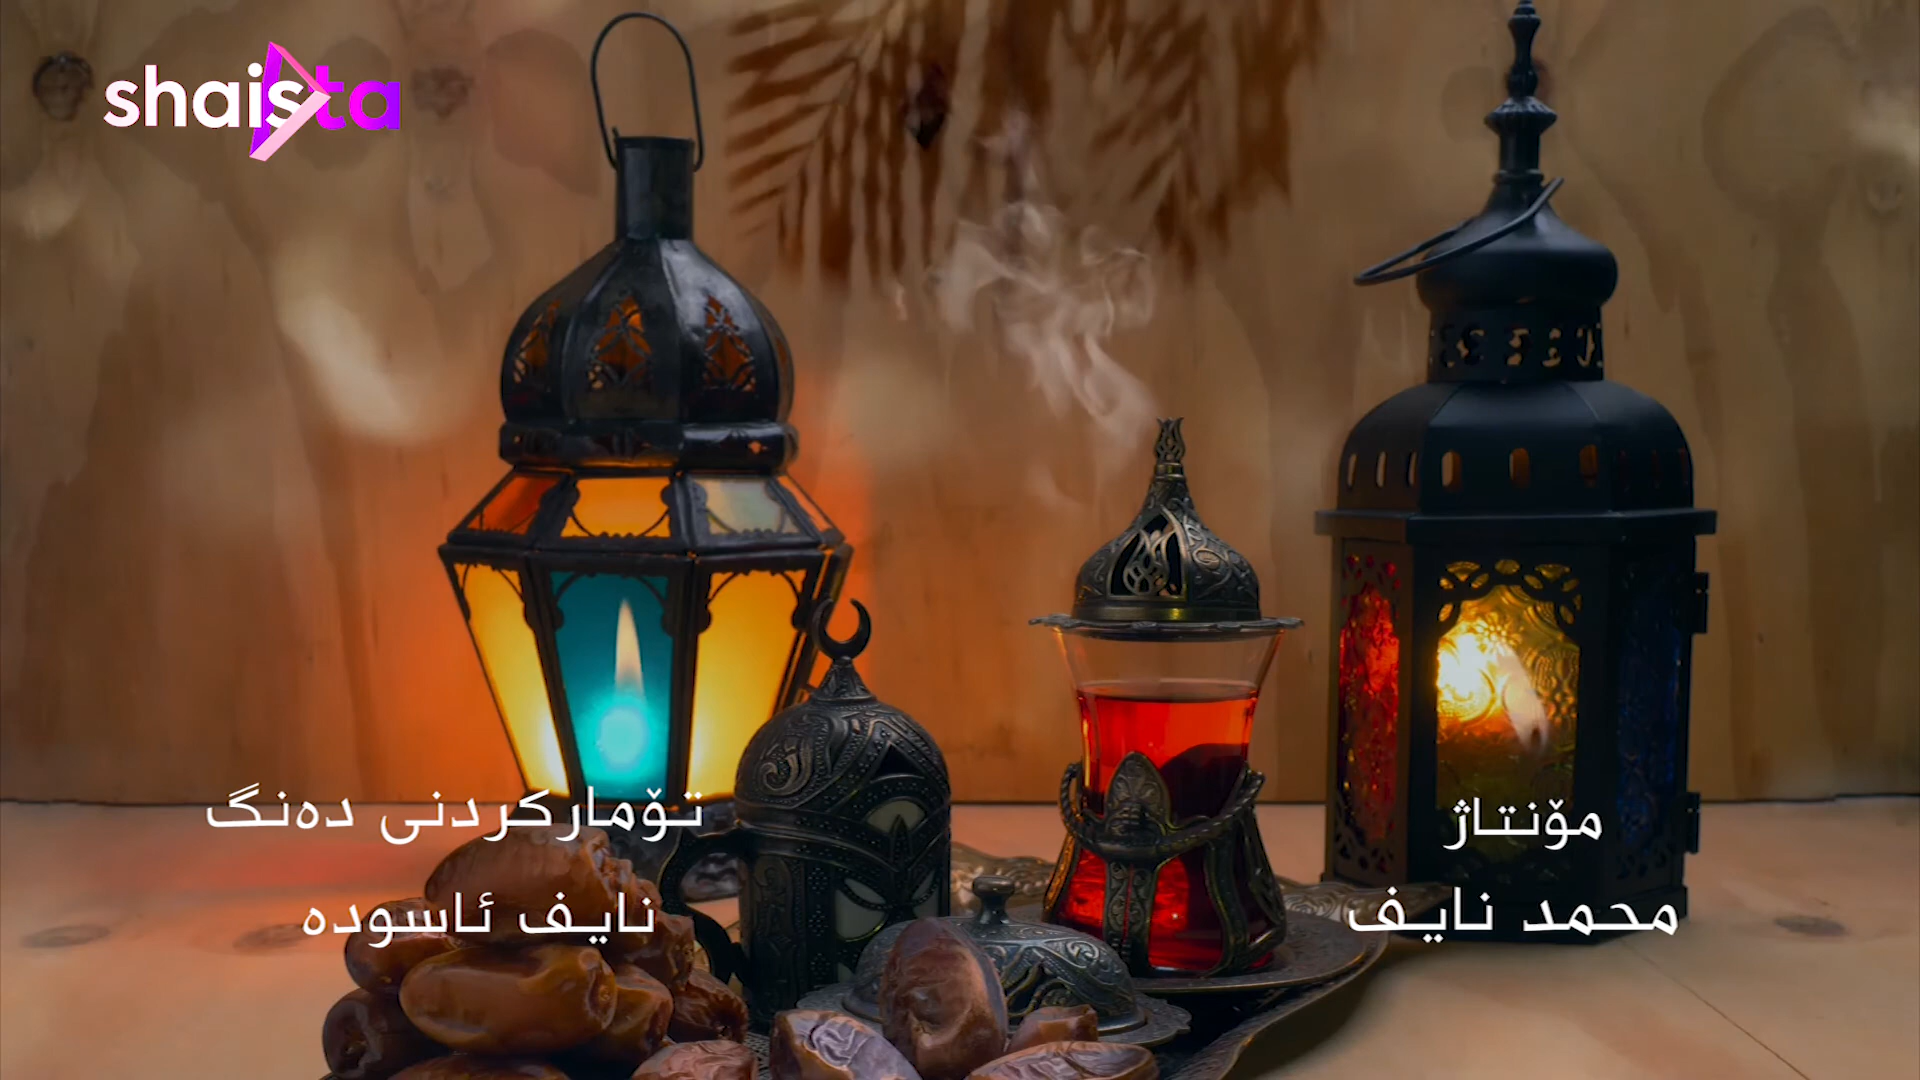 shaista
مۆنتاژ
محمد نایف
تۆمارکردنی دەنگ
نایف ئاسودە